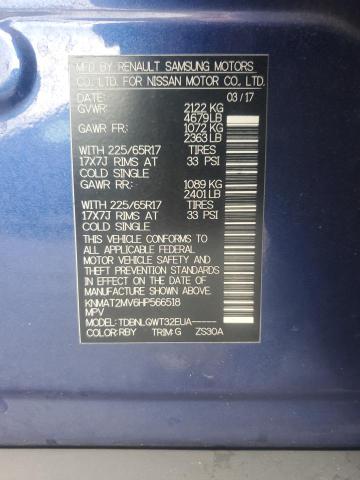 MFD BY RENAULT SAMSUNG MOTORS
CO. LTD. FOR NISSAN MOTOR CO., LTD.
DATE: 03/17
GVWR: 2122 KG
4679 LB
GAWR FR: 1072 KG
2363 LB
WITH 225/65R17 TIRES
17X7J RIMS AT 33 PSI
COLD SINGLE
GAWR RR: 1089 KG
2401 LB
WITH 225/65R17 TIRES
17X7J RIMS AT 33 PSI
COLD SINGLE
THIS VEHICLE CONFORMS TO
ALL APPLICABLE FEDERAL
MOTOR VEHICLE SAFETY
AND THEFT PREVENTION
STANDARDS IN EFFECT ON
THE DATE OF MANUFACTURE
SHOWN ABOVE.
KNMAT2MV6HP566518
MPV
MODEL: TDBNLQWT32EUA-----
COLOR: RBY TRIM: G ZS30A